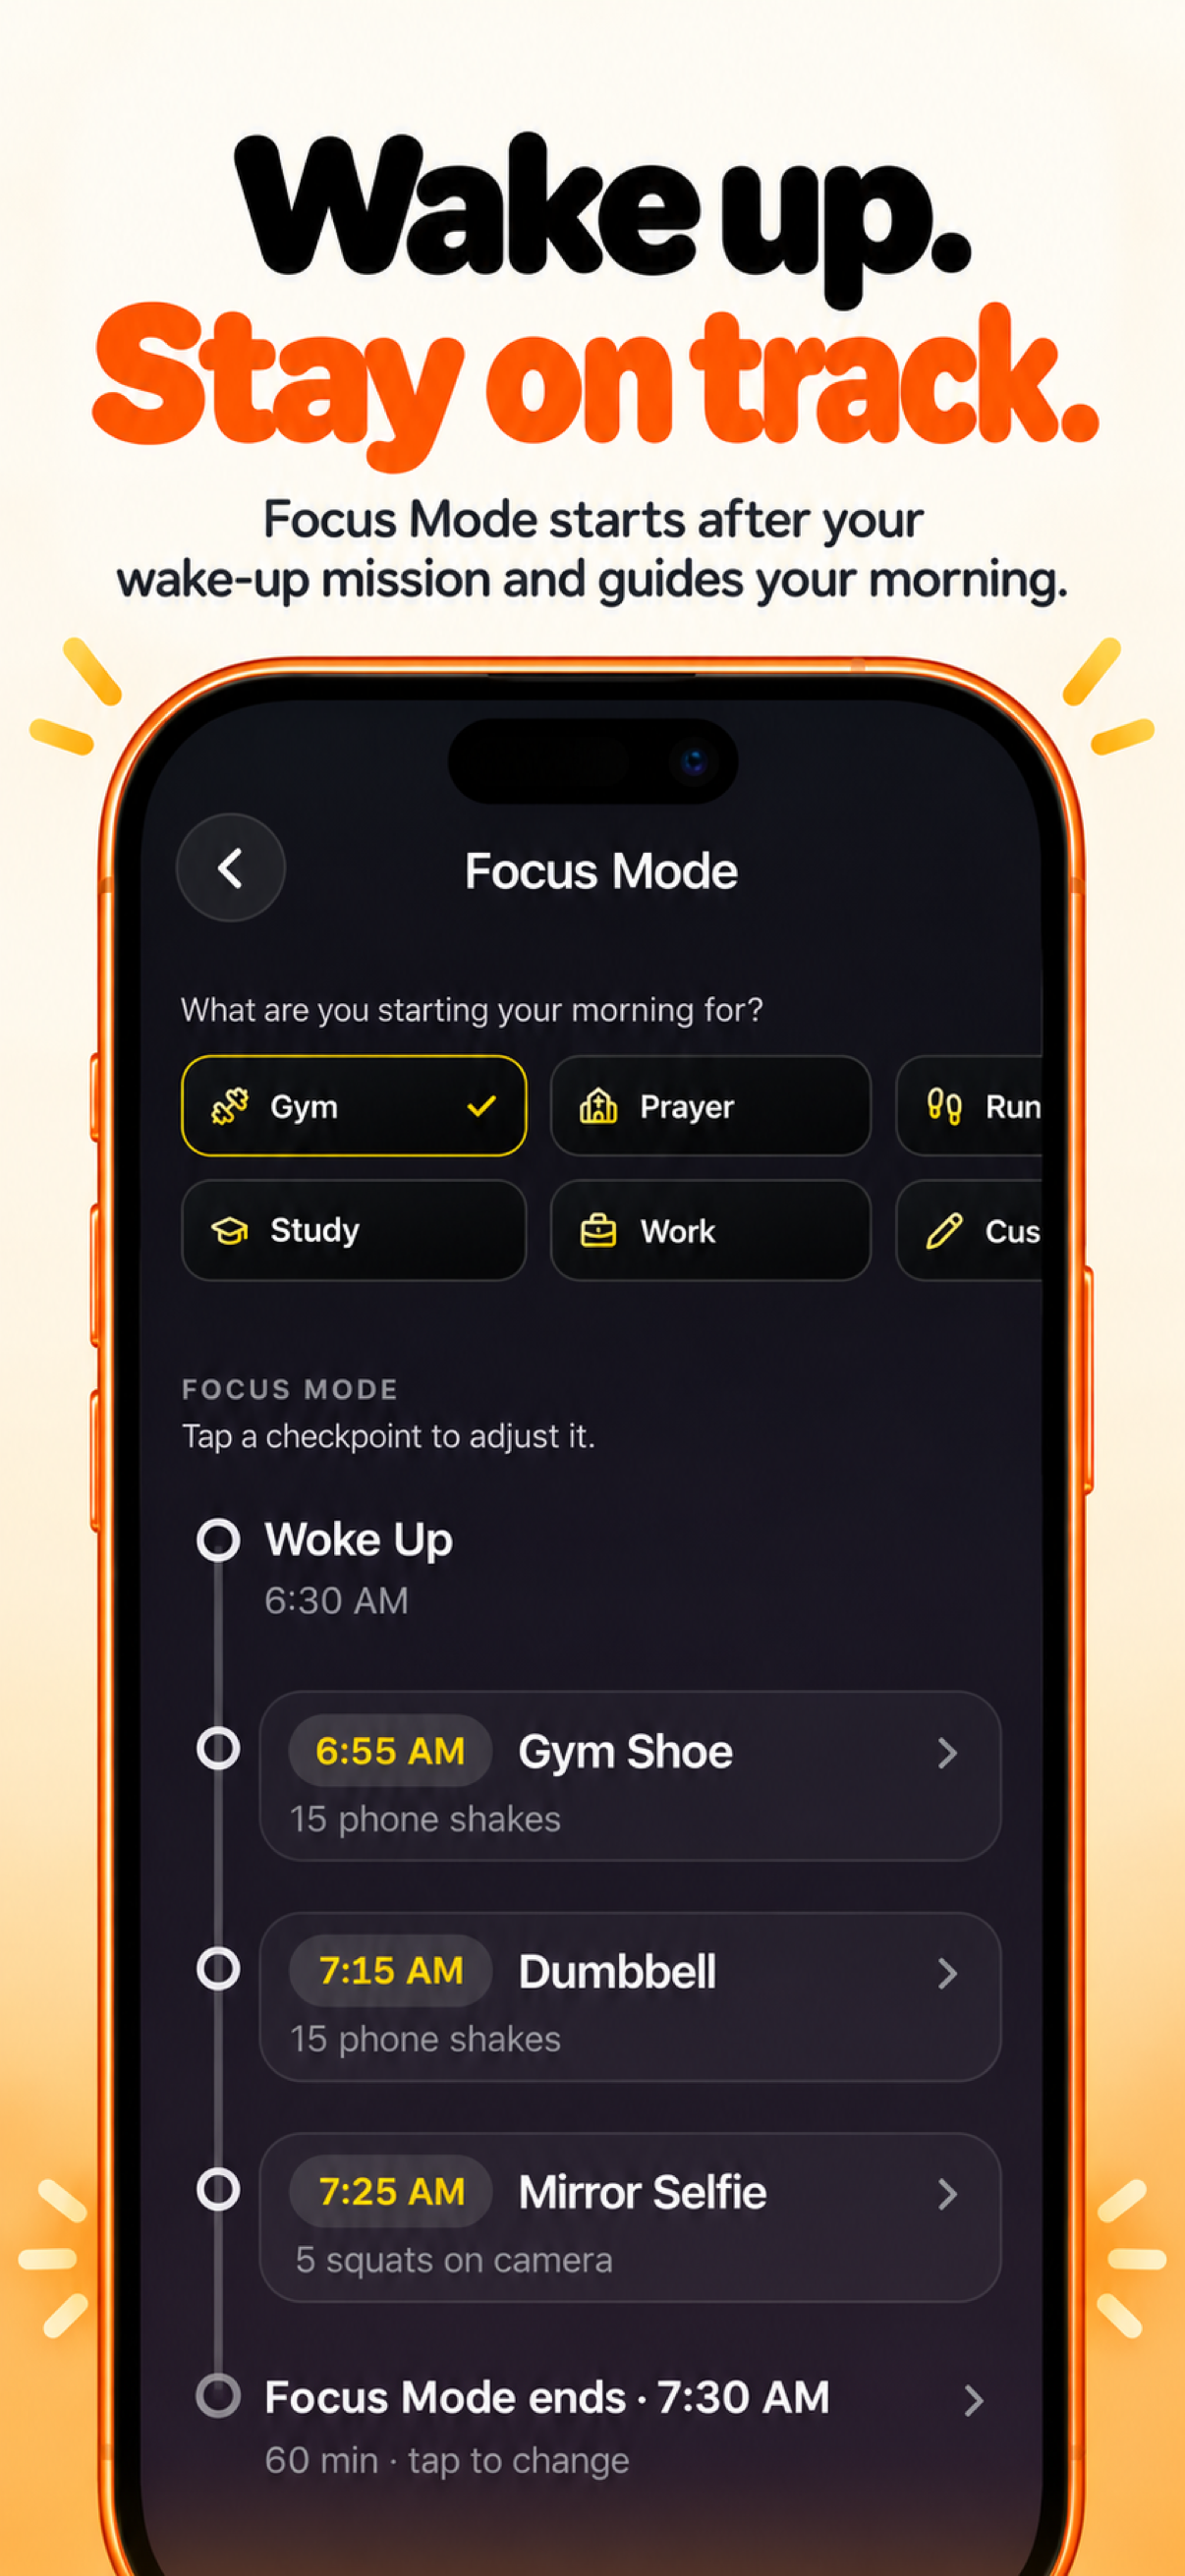 Wake up.
Stay on track.
Focus Mode starts after your
wake-up mission and guides your morning.
Focus Mode
What are you starting your morning for?
Gym
Prayer
Run
Study
Work
Cus
FOCUS MODE
Tap a checkpoint to adjust it.
Woke Up
6:30 AM
6:55 AM Gym Shoe
15 phone shakes
7:15 AM Dumbbell
15 phone shakes
7:25 AM Mirror Selfie
5 squats on camera
Focus Mode ends · 7:30 AM
60 min · tap to change